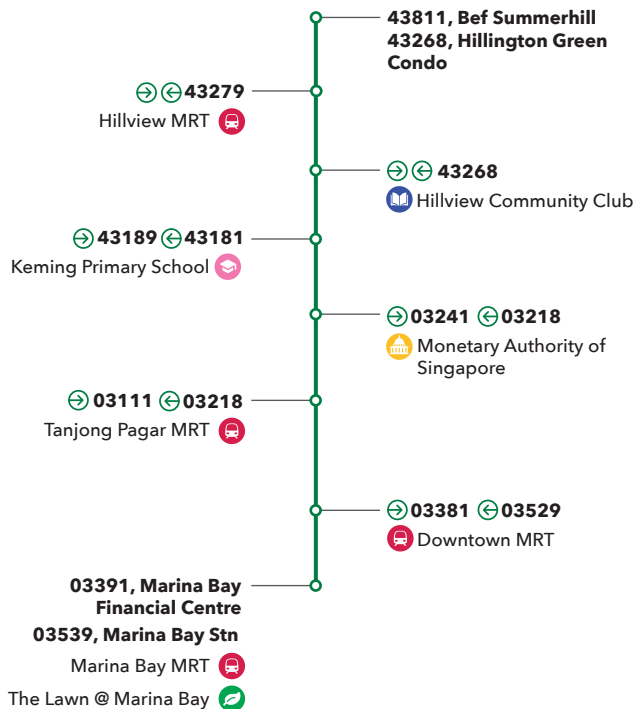 43811, Bef Summerhill
43268, Hillington Green
Condo
43279
Hillview MRT
43268
Hillview Community Club
43189 43181
Keming Primary School
03241 03218
Monetary Authority of
Singapore
03111 03218
Tanjong Pagar MRT
03381 03529
Downtown MRT
03391, Marina Bay
Financial Centre
03539, Marina Bay Stn
Marina Bay MRT
The Lawn @ Marina Bay